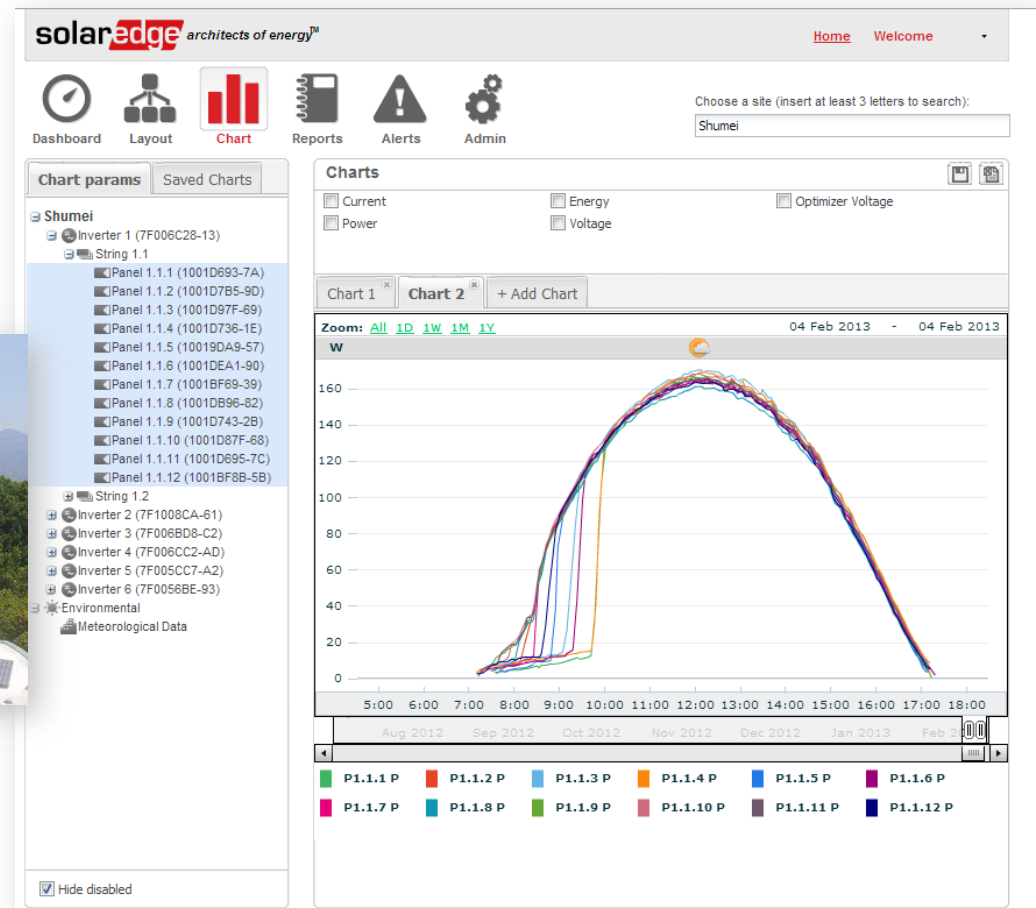 solaredge architects of energy™
Home Welcome
Dashboard Layout Chart Reports Alerts Admin
Choose a site (insert at least 3 letters to search):
Shumei
Chart params Saved Charts
Shumei
Inverter 1 (7F006C28-13)
String 1.1
Panel 1.1.1 (1001D693-7A)
Panel 1.1.2 (1001D7B5-9D)
Panel 1.1.3 (1001D97F-69)
Panel 1.1.4 (1001D736-1E)
Panel 1.1.5 (10019DA9-57)
Panel 1.1.6 (1001DEA1-90)
Panel 1.1.7 (1001BF69-39)
Panel 1.1.8 (1001DB96-82)
Panel 1.1.9 (1001D743-2B)
Panel 1.1.10 (1001D87F-68)
Panel 1.1.11 (1001D695-7C)
Panel 1.1.12 (1001BF8B-5B)
String 1.2
Inverter 2 (7F1008CA-61)
Inverter 3 (7F006BD8-C2)
Inverter 4 (7F006CC2-AD)
Inverter 5 (7F005CC7-A2)
Inverter 6 (7F0056BE-93)
Environmental
Meteorological Data
Hide disabled
Charts
Current Energy Optimizer Voltage
Power Voltage
Chart 1 Chart 2 + Add Chart
Zoom: All 1D 1W 1M 1Y 04 Feb 2013 - 04 Feb 2013
W
160
140
120
100
80
60
40
20
0
5:00 6:00 7:00 8:00 9:00 10:00 11:00 12:00 13:00 14:00 15:00 16:00 17:00 18:00
Aug 2012 Sep 2012 Oct 2012 Nov 2012 Dec 2012 Jan 2013 Feb 2
P1.1.1 P P1.1.2 P P1.1.3 P P1.1.4 P P1.1.5 P P1.1.6 P
P1.1.7 P P1.1.8 P P1.1.9 P P1.1.10 P P1.1.11 P P1.1.12 P